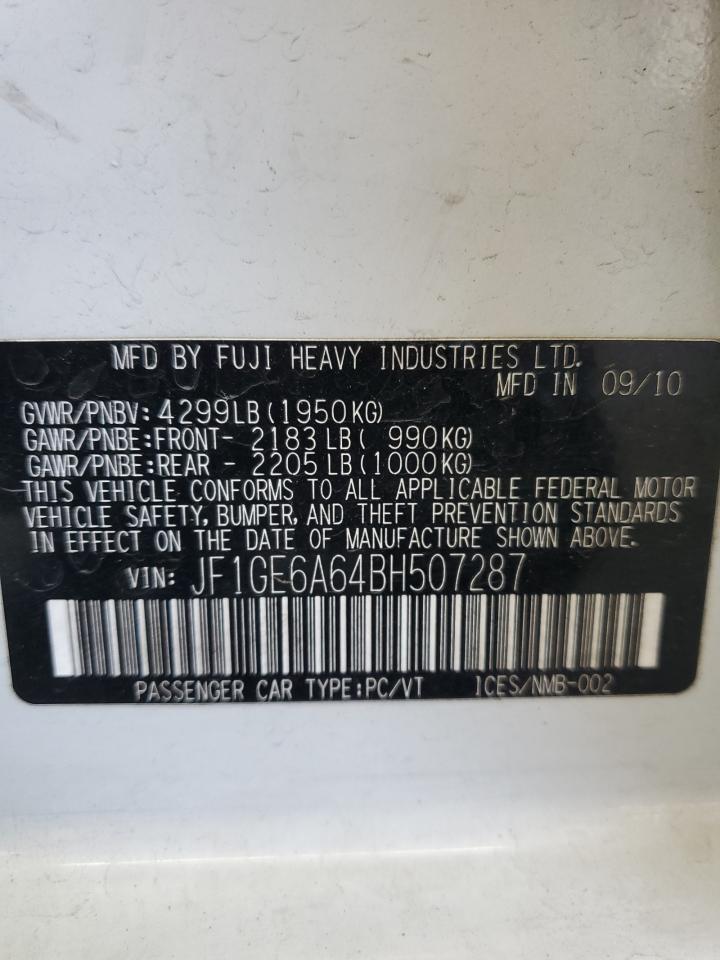 MFD BY FUJI HEAVY INDUSTRIES LTD.
MFD IN 09/10
GVWR/PNBV: 4299LB (1950KG)
GAWR/PNBE:FRONT- 2183 LB ( 990KG)
GAWR/PNBE:REAR - 2205 LB (1000KG)
THIS VEHICLE CONFORMS TO ALL APPLICABLE FEDERAL MOTOR
VEHICLE SAFETY, BUMPER, AND THEFT PREVENTION STANDARDS
IN EFFECT ON THE DATE OF MANUFACTURE SHOWN ABOVE.
VIN: JF1GE6A64BH507287
PASSENGER CAR TYPE:PC/VT ICES/NMB-002